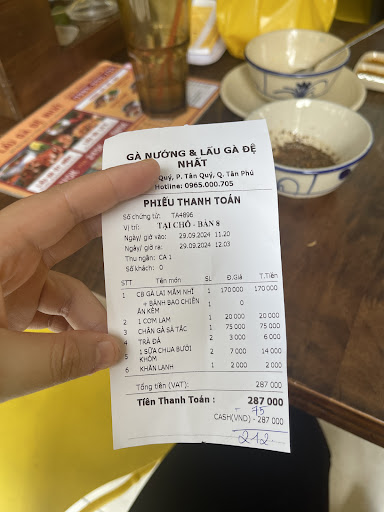 GÀ NƯỚNG & LẨU GÀ ĐỆ
NHẤT
Quý, P. Tân Quý, Q. Tân Phú
Hotline: 0965.000.705
PHIẾU THANH TOÁN
Số chứng từ: TA4896
Vị trí: TẠI CHỖ - BÀN 8
Ngày/ giờ vào: 29.09.2024 11.20
Ngày/ giờ ra: 29.09.2024 12.03
Thu ngân: CA 1
Số khách: 0
STT Tên món SL Đ.Giá T.Tiền
1 CB GÀ LAI MÂM NHÍ 1 170 000 170 000
+ BÁNH BAO CHIÊN 1 0
ĂN KÈM
2 1 CƠM LAM 1 20 000 20 000
3 CHÂN GÀ SẢ TẮC 1 75 000 75 000
4 TRÀ ĐÁ 2 3 000 6 000
5 1 SỮA CHUA BƯỞI 2 7 000 14 000
KHÓM
6 KHĂN LẠNH 1 2 000 2 000
Tổng tiền (VAT): 287 000
Tiền Thanh Toán : 287 000
75
CASH(VND) - 287 000
212